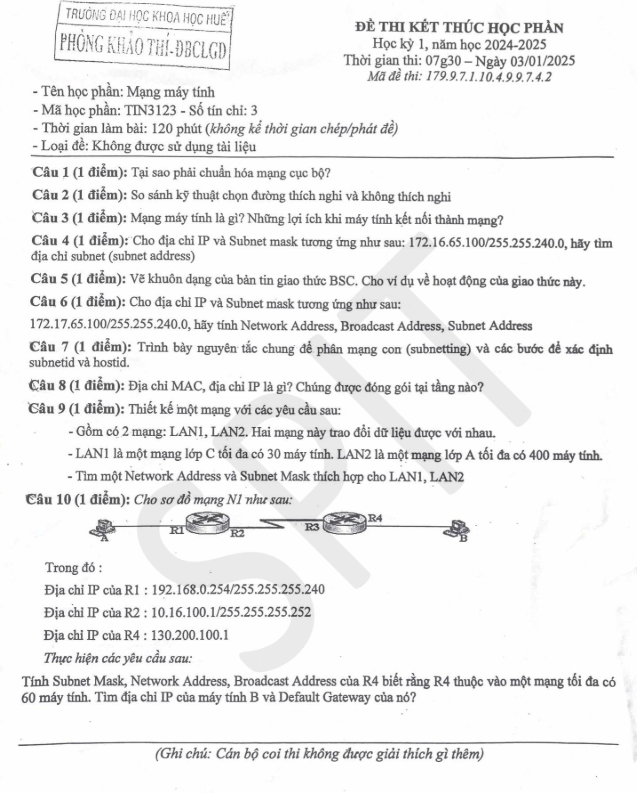 TRƯỜNG ĐẠI HỌC KHOA HỌC HUẾ
PHÒNG KHẢO THÍ-ĐBCLGD
ĐỀ THI KẾT THÚC HỌC PHẦN
Học kỳ 1, năm học 2024-2025
Thời gian thi: 07g30 – Ngày 03/01/2025
Mã đề thi: 179.9.7.1.10.4.9.9.7.4.2
- Tên học phần: Mạng máy tính
- Mã học phần: TIN3123 - Số tín chỉ: 3
- Thời gian làm bài: 120 phút (không kể thời gian chép/phát đề)
- Loại đề: Không được sử dụng tài liệu
Câu 1 (1 điểm): Tại sao phải chuẩn hóa mạng cục bộ?
Câu 2 (1 điểm): So sánh kỹ thuật chọn đường thích nghi và không thích nghi
Câu 3 (1 điểm): Mạng máy tính là gì? Những lợi ích khi máy tính kết nối thành mạng?
Câu 4 (1 điểm): Cho địa chỉ IP và Subnet mask tương ứng như sau: 172.16.65.100/255.255.240.0, hãy tìm
địa chỉ subnet (subnet address)
Câu 5 (1 điểm): Vẽ khuôn dạng của bản tin giao thức BSC. Cho ví dụ về hoạt động của giao thức này.
Câu 6 (1 điểm): Cho địa chỉ IP và Subnet mask tương ứng như sau:
172.17.65.100/255.255.240.0, hãy tính Network Address, Broadcast Address, Subnet Address
Câu 7 (1 điểm): Trình bày nguyên tắc chung để phân mạng con (subnetting) và các bước để xác định
subnetid và hostid.
Câu 8 (1 điểm): Địa chỉ MAC, địa chỉ IP là gì? Chúng được đóng gói tại tầng nào?
Câu 9 (1 điểm): Thiết kế một mạng với các yêu cầu sau:
- Gồm có 2 mạng: LAN1, LAN2. Hai mạng này trao đổi dữ liệu được với nhau.
- LAN1 là một mạng lớp C tối đa có 30 máy tính. LAN2 là một mạng lớp A tối đa có 400 máy tính.
- Tìm một Network Address và Subnet Mask thích hợp cho LAN1, LAN2
Câu 10 (1 điểm): Cho sơ đồ mạng N1 như sau:
A R1 R2 R3 R4 B
Trong đó :
Địa chỉ IP của R1 : 192.168.0.254/255.255.255.240
Địa chỉ IP của R2 : 10.16.100.1/255.255.255.252
Địa chỉ IP của R4 : 130.200.100.1
Thực hiện các yêu cầu sau:
Tính Subnet Mask, Network Address, Broadcast Address của R4 biết rằng R4 thuộc vào một mạng tối đa có
60 máy tính. Tìm địa chỉ IP của máy tính B và Default Gateway của nó?
(Ghi chú: Cán bộ coi thi không được giải thích gì thêm)
SPIT